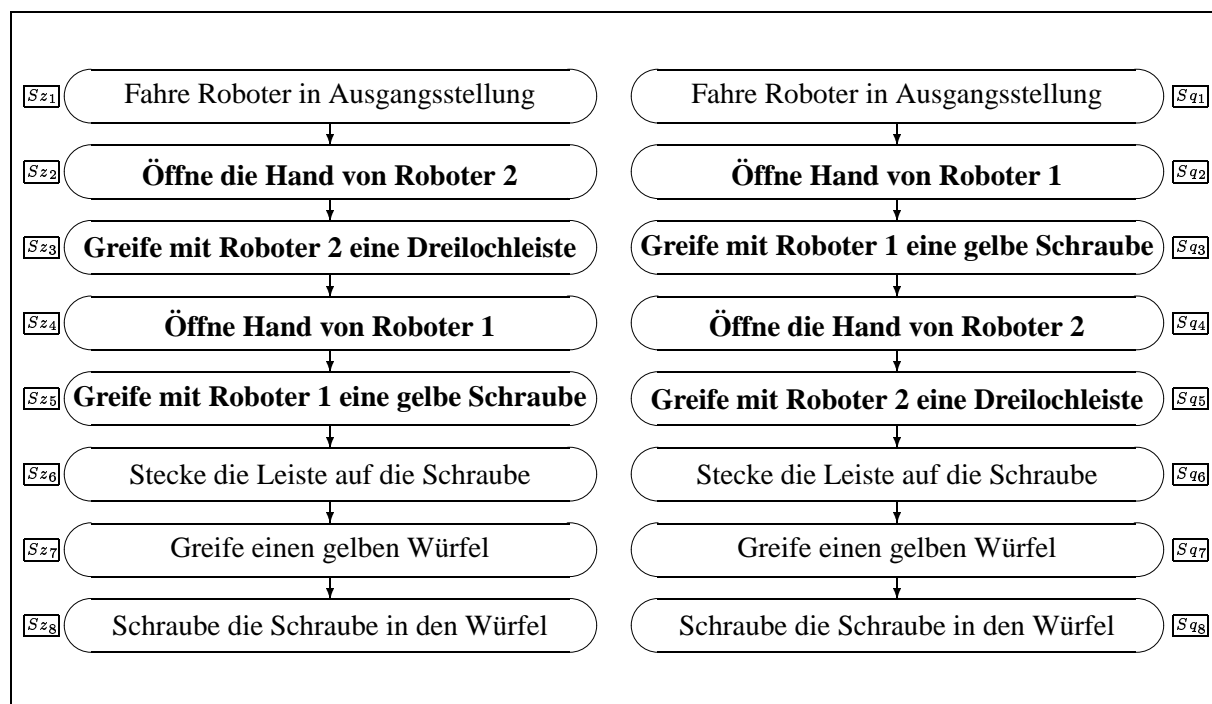 Sz1 Fahre Roboter in Ausgangsstellung Fahre Roboter in Ausgangsstellung Sq1
Sz2 Öffne die Hand von Roboter 2 Öffne Hand von Roboter 1 Sq2
Sz3 Greife mit Roboter 2 eine Dreilochleiste Greife mit Roboter 1 eine gelbe Schraube Sq3
Sz4 Öffne Hand von Roboter 1 Öffne die Hand von Roboter 2 Sq4
Sz5 Greife mit Roboter 1 eine gelbe Schraube Greife mit Roboter 2 eine Dreilochleiste Sq5
Sz6 Stecke die Leiste auf die Schraube Stecke die Leiste auf die Schraube Sq6
Sz7 Greife einen gelben Würfel Greife einen gelben Würfel Sq7
Sz8 Schraube die Schraube in den Würfel Schraube die Schraube in den Würfel Sq8